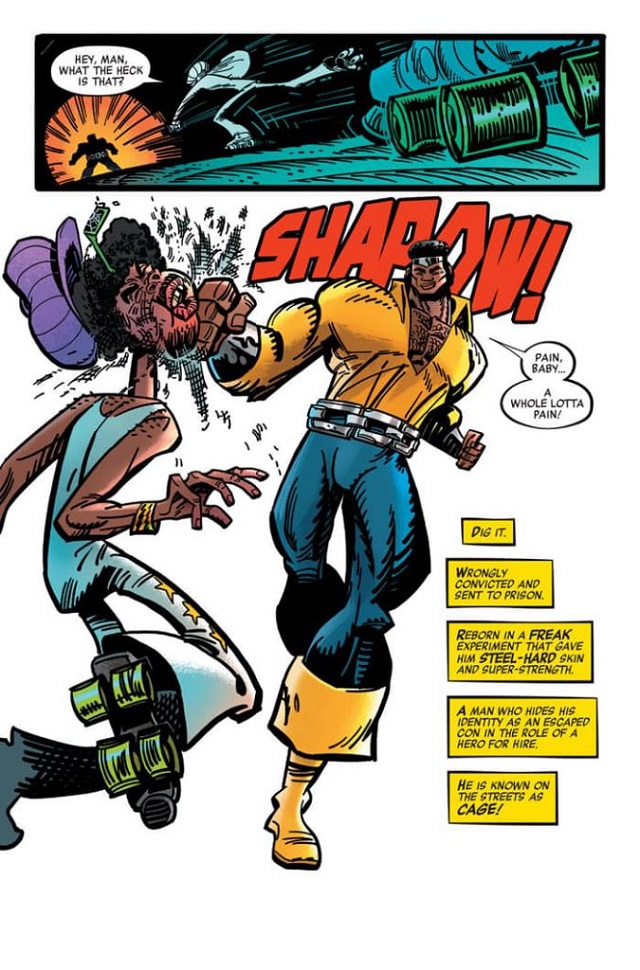 HEY, MAN,
WHAT THE HECK
IS THAT?
SHAPOW!
PAIN,
BABY...
A
WHOLE LOTTA
PAIN!
DIG IT.
WRONGLY
CONVICTED AND
SENT TO PRISON.
REBORN IN A FREAK
EXPERIMENT THAT GAVE
HIM STEEL-HARD SKIN
AND SUPER-STRENGTH.
A MAN WHO HIDES HIS
IDENTITY AS AN ESCAPED
CON IN THE ROLE OF A
HERO FOR HIRE.
HE IS KNOWN ON
THE STREETS AS
CAGE!